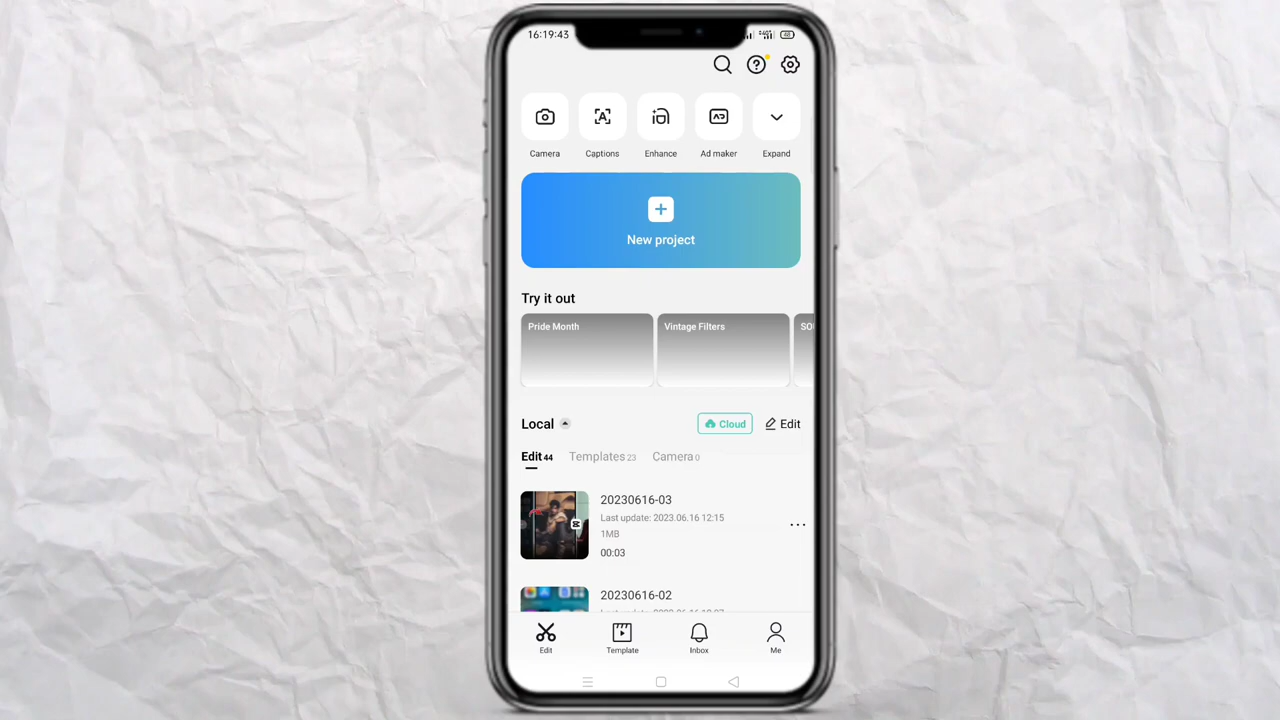 16:19:43
48
Camera
Captions
Enhance
Ad maker
Expand
New project
Try it out
Pride Month
Vintage Filters
Local
Cloud
Edit
Edit 44
Templates 23
Camera 0
20230616-03
Last update: 2023.06.16 12:15
1MB
00:03
20230616-02
Edit
Template
Inbox
Me